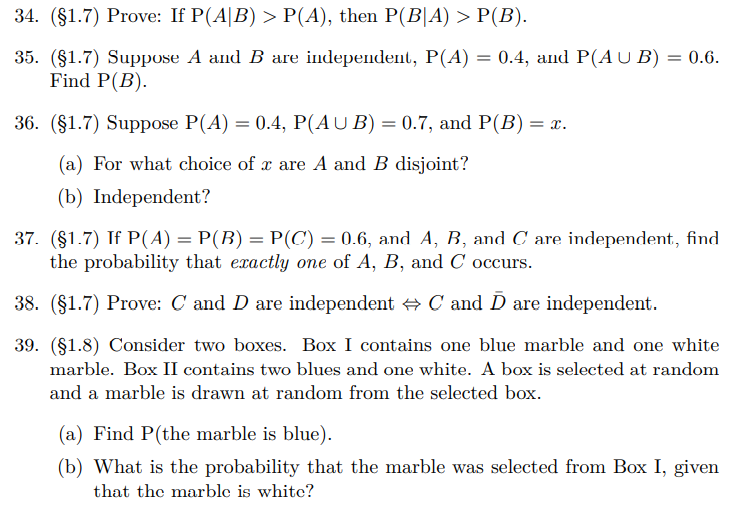 34. (§1.7) Prove: If P(A|B) > P(A), then P(B|A) > P(B).
35. (§1.7) Suppose A and B are independent, P(A) = 0.4, and P(A ∪ B) = 0.6.
Find P(B).
36. (§1.7) Suppose P(A) = 0.4, P(A ∪ B) = 0.7, and P(B) = x.
(a) For what choice of x are A and B disjoint?
(b) Independent?
37. (§1.7) If P(A) = P(B) = P(C) = 0.6, and A, B, and C are independent, find
the probability that exactly one of A, B, and C occurs.
38. (§1.7) Prove: C and D are independent ⇔ C and D̄ are independent.
39. (§1.8) Consider two boxes. Box I contains one blue marble and one white
marble. Box II contains two blues and one white. A box is selected at random
and a marble is drawn at random from the selected box.
(a) Find P(the marble is blue).
(b) What is the probability that the marble was selected from Box I, given
that the marble is white?